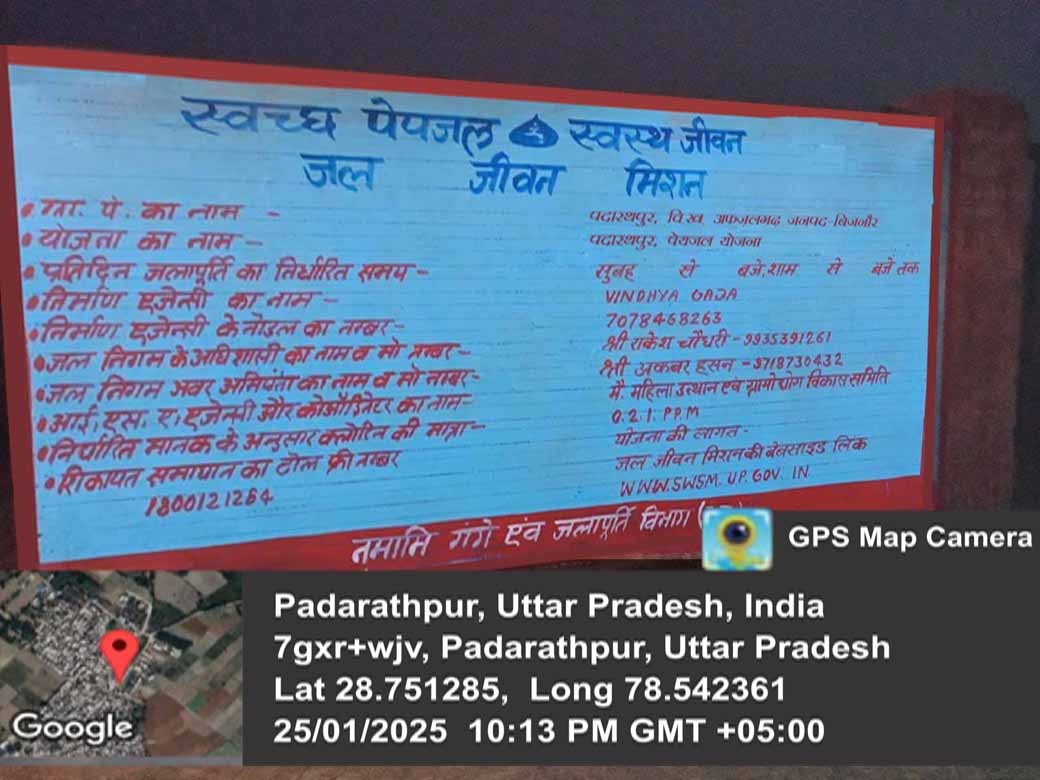 स्वच्छ पेयजल स्वस्थ जीवन
जल जीवन मिशन
• ग्रा. पं. का नाम - पदारथपुर, वि.ख. अफजलगढ़ जनपद-बिजनौर
• योजना का नाम - पदारथपुर, पेयजल योजना
• प्रतिदिन जलापूर्ति का निर्धारित समय - सुबह से बजे, शाम से बजे तक
• निर्माण एजेन्सी का नाम - VINDHYA GAJA
• निर्माण एजेन्सी के नोडल का नम्बर - 7078468263
• जल निगम के अधिशासी का नाम व मो नम्बर - श्री राकेश चौधरी - 9935391261
• जल निगम अवर अभियंता का नाम व मो नम्बर - श्री अकबर हसन - 9718730432
• आई, एस, ए, एजेन्सी और कोऑर्डिनेटर का नाम - मै. महिला उत्थान एवं ग्रामोद्योग विकास समिति
• निर्धारित मानक के अनुसार क्लोरिन की मात्रा - 0.2.1. P.P.M
• शिकायत समाधान का टोल फ्री नम्बर योजना की लागत -
1800121264 जल जीवन मिशन की बेबसाइड लिंक
WWW.SWSM.UP.GOV.IN
नमामि गंगे एंव जलापूर्ति विभाग
GPS Map Camera
Padarathpur, Uttar Pradesh, India
7gxr+wjv, Padarathpur, Uttar Pradesh
Lat 28.751285, Long 78.542361
25/01/2025 10:13 PM GMT +05:00
Google